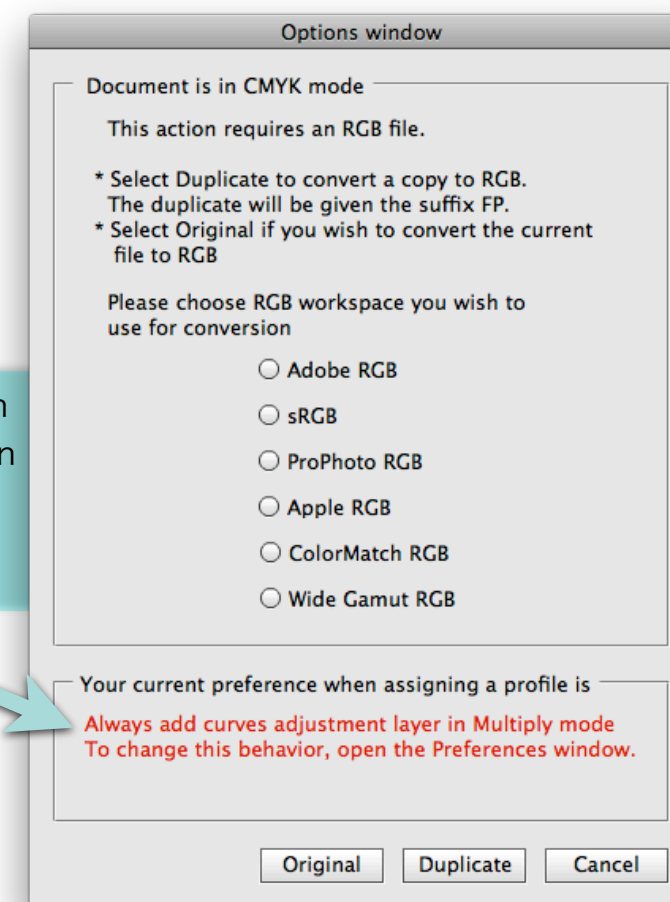 Options window
Document is in CMYK mode
This action requires an RGB file.
* Select Duplicate to convert a copy to RGB.
The duplicate will be given the suffix FP.
* Select Original if you wish to convert the current
file to RGB
Please choose RGB workspace you wish to
use for conversion
Adobe RGB
sRGB
ProPhoto RGB
Apple RGB
ColorMatch RGB
Wide Gamut RGB
Your current preference when assigning a profile is
Always add curves adjustment layer in Multiply mode
To change this behavior, open the Preferences window.
Original Duplicate Cancel